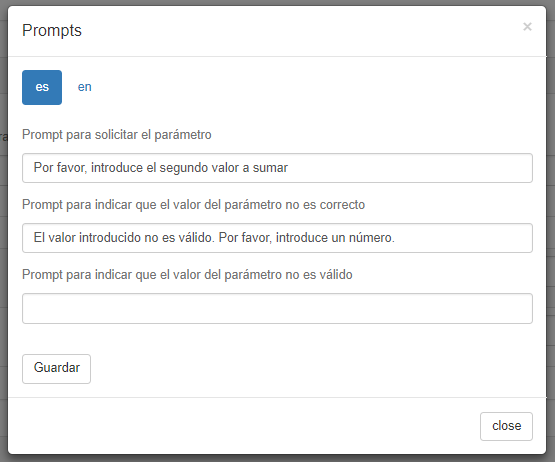 Prompts
×
es en
Prompt para solicitar el parámetro
Por favor, introduce el segundo valor a sumar
Prompt para indicar que el valor del parámetro no es correcto
El valor introducido no es válido. Por favor, introduce un número.
Prompt para indicar que el valor del parámetro no es válido
Guardar
close